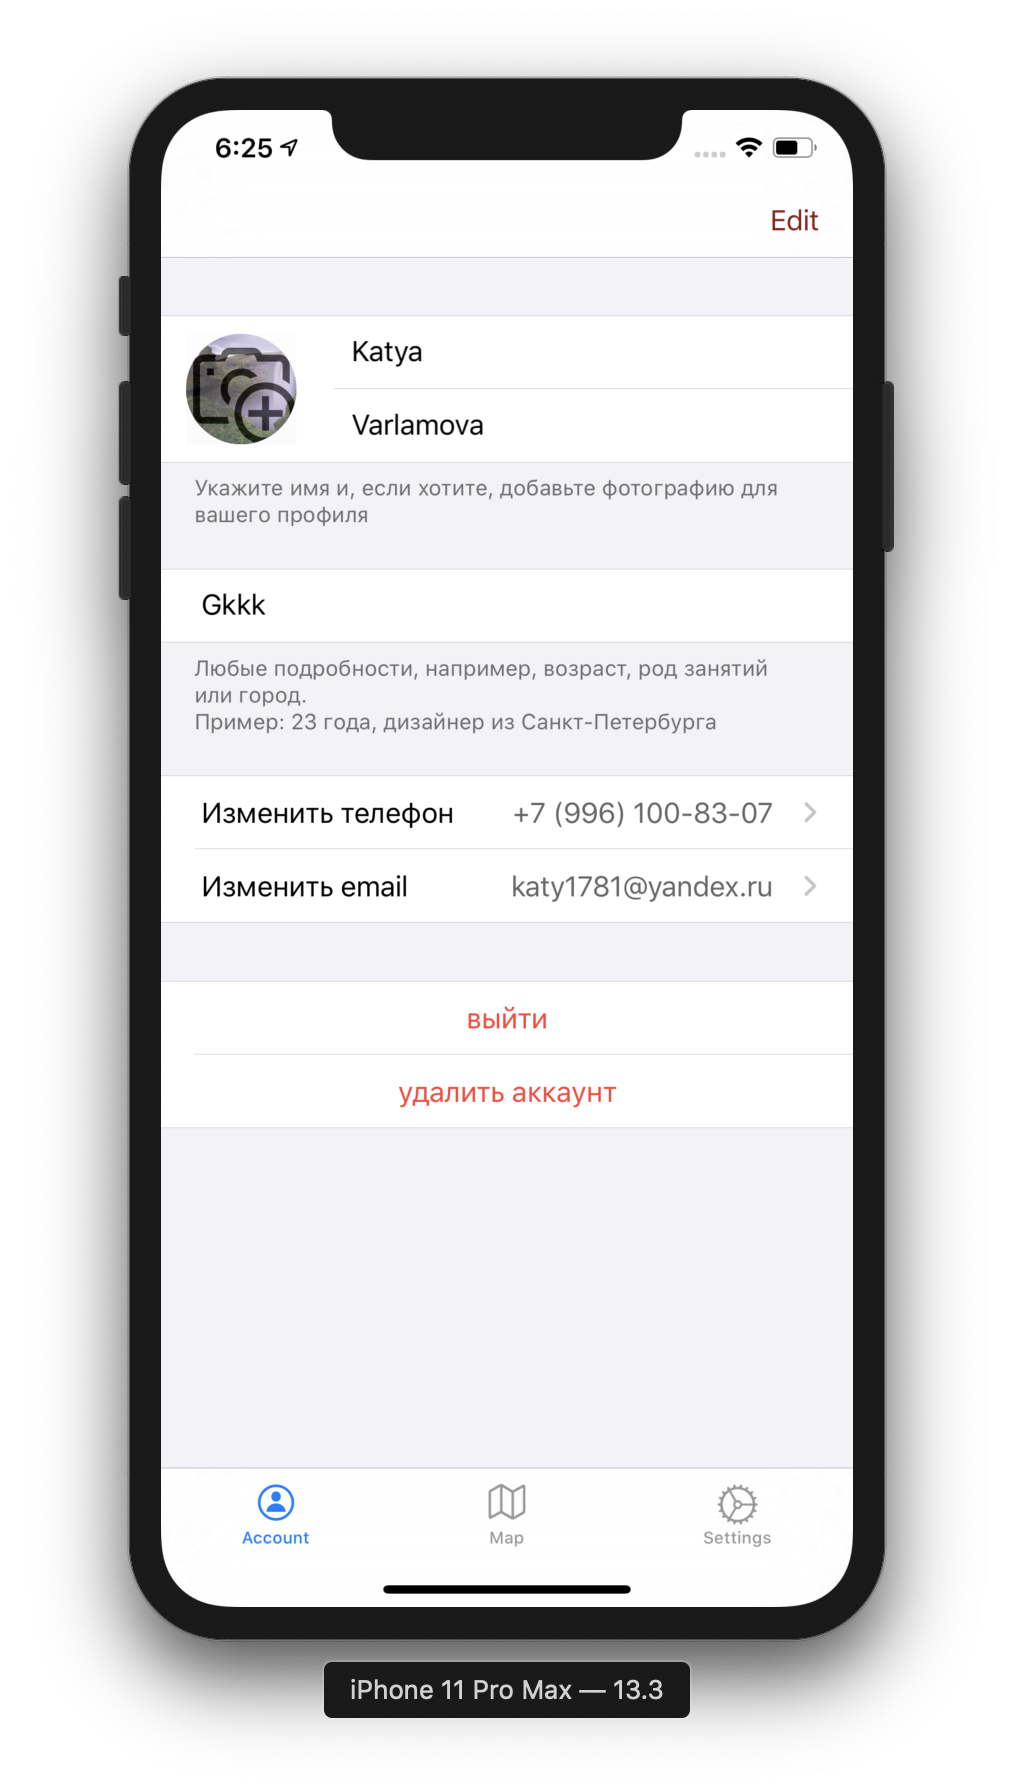 6:25
Edit
Katya
Varlamova
Укажите имя и, если хотите, добавьте фотографию для
вашего профиля
Gkkk
Любые подробности, например, возраст, род занятий
или город.
Пример: 23 года, дизайнер из Санкт-Петербурга
Изменить телефон +7 (996) 100-83-07
Изменить email katy1781@yandex.ru
выйти
удалить аккаунт
Account Map Settings
iPhone 11 Pro Max — 13.3